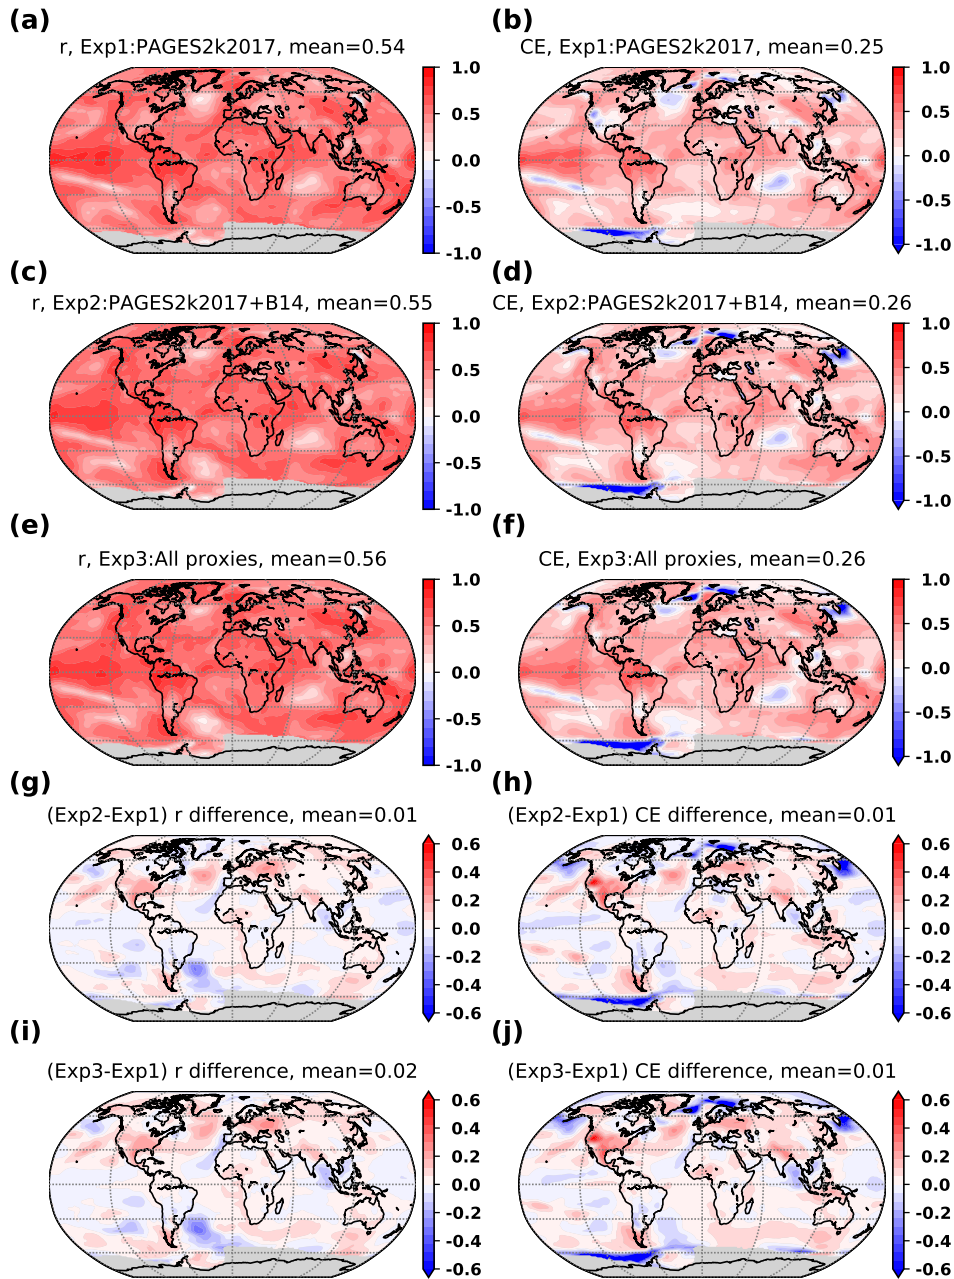 (a)
(b)
r, Exp1:PAGES2k2017, mean=0.54
CE, Exp1:PAGES2k2017, mean=0.25
1.0
0.5
0.0
-0.5
-1.0
1.0
0.5
0.0
-0.5
-1.0
(c)
(d)
r, Exp2:PAGES2k2017+B14, mean=0.55
CE, Exp2:PAGES2k2017+B14, mean=0.26
1.0
0.5
0.0
-0.5
-1.0
1.0
0.5
0.0
-0.5
-1.0
(e)
(f)
r, Exp3:All proxies, mean=0.56
CE, Exp3:All proxies, mean=0.26
1.0
0.5
0.0
-0.5
-1.0
1.0
0.5
0.0
-0.5
-1.0
(g)
(h)
(Exp2-Exp1) r difference, mean=0.01
(Exp2-Exp1) CE difference, mean=0.01
0.6
0.4
0.2
0.0
-0.2
-0.4
-0.6
0.6
0.4
0.2
0.0
-0.2
-0.4
-0.6
(i)
(j)
(Exp3-Exp1) r difference, mean=0.02
(Exp3-Exp1) CE difference, mean=0.01
0.6
0.4
0.2
0.0
-0.2
-0.4
-0.6
0.6
0.4
0.2
0.0
-0.2
-0.4
-0.6